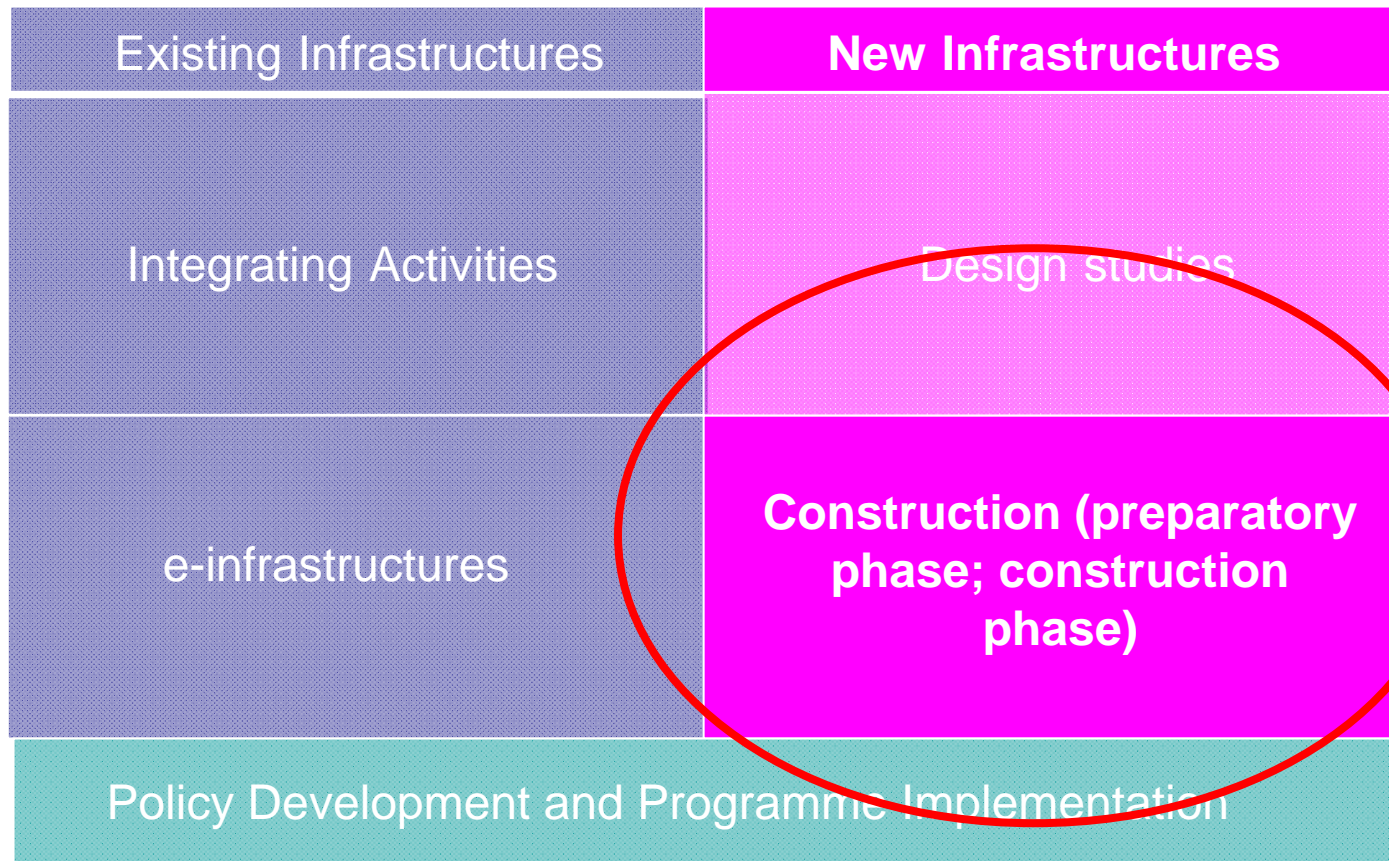 Existing Infrastructures
New Infrastructures
Integrating Activities
Design studies
e-infrastructures
Construction (preparatory
phase; construction
phase)
Policy Development and Programme Implementation